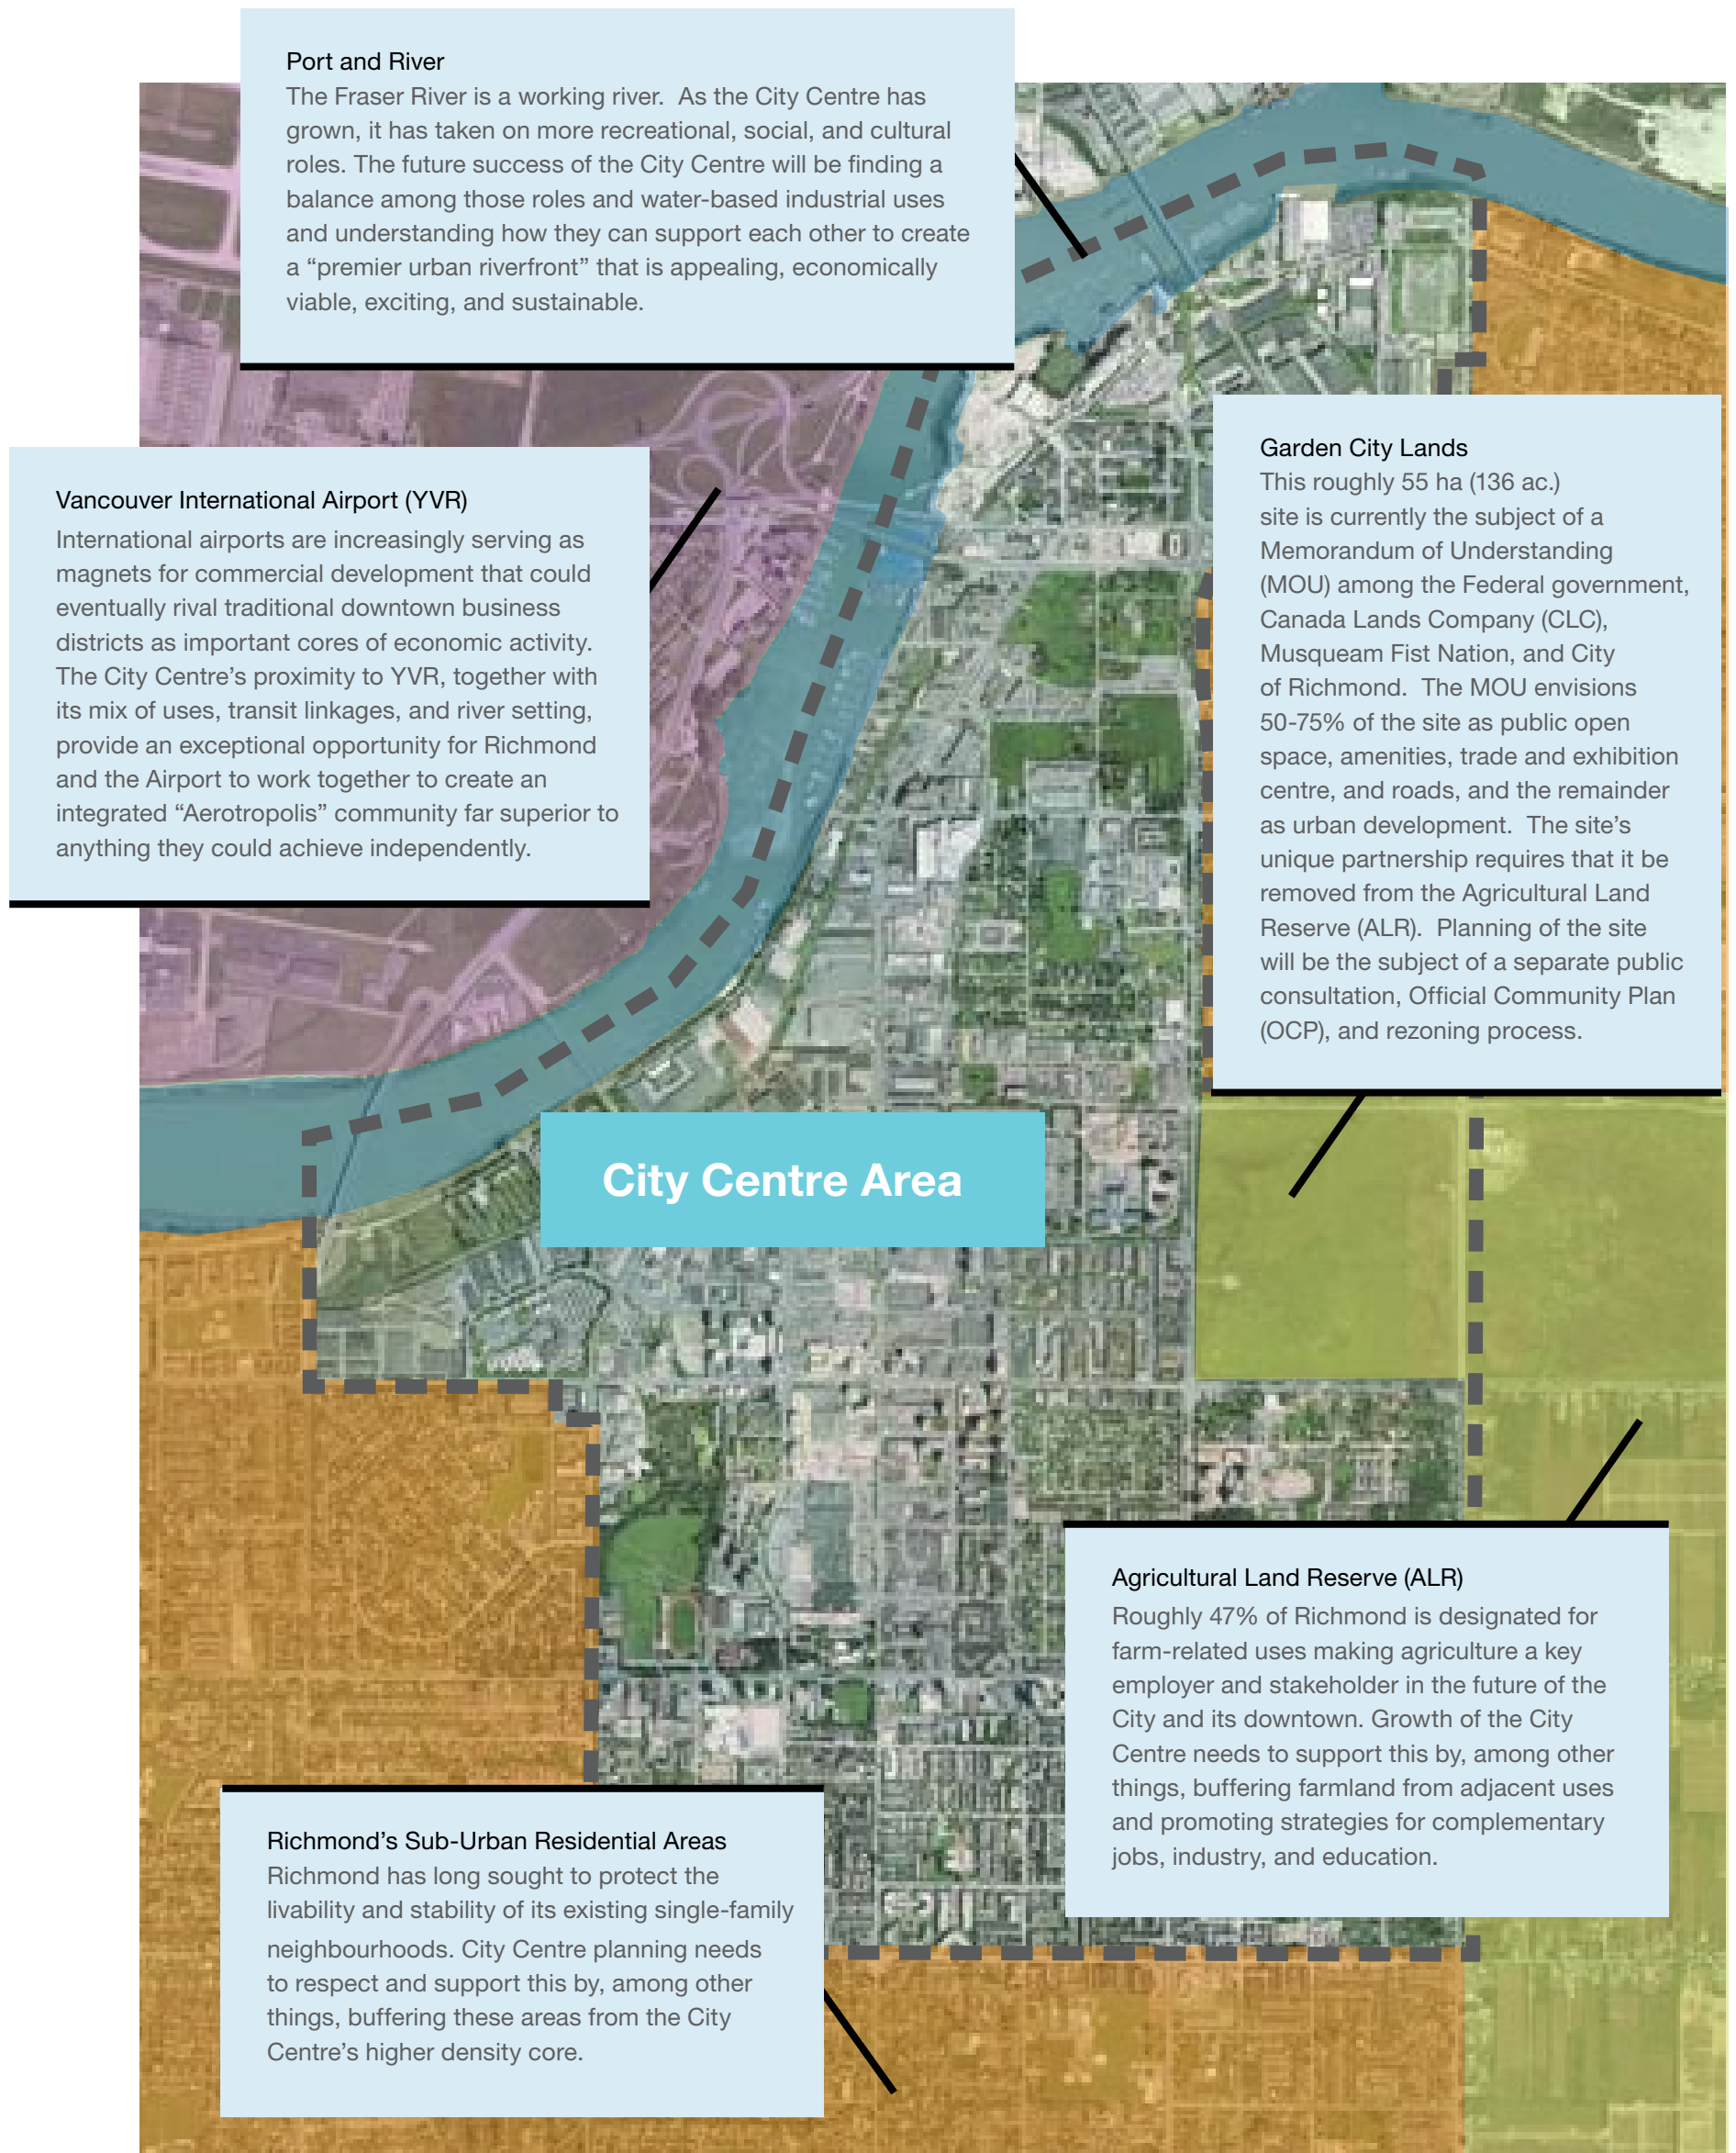 Port and River
The Fraser River is a working river.  As the City Centre has
grown, it has taken on more recreational, social, and cultural
roles. The future success of the City Centre will be finding a
balance among those roles and water-based industrial uses
and understanding how they can support each other to create
a “premier urban riverfront” that is appealing, economically
viable, exciting, and sustainable.
Vancouver International Airport (YVR)
International airports are increasingly serving as
magnets for commercial development that could
eventually rival traditional downtown business
districts as important cores of economic activity.
The City Centre’s proximity to YVR, together with
its mix of uses, transit linkages, and river setting,
provide an exceptional opportunity for Richmond
and the Airport to work together to create an
integrated “Aerotropolis” community far superior to
anything they could achieve independently.
Garden City Lands
This roughly 55 ha (136 ac.)
site is currently the subject of a
Memorandum of Understanding
(MOU) among the Federal government,
Canada Lands Company (CLC),
Musqueam Fist Nation, and City
of Richmond.  The MOU envisions
50-75% of the site as public open
space, amenities, trade and exhibition
centre, and roads, and the remainder
as urban development.  The site’s
unique partnership requires that it be
removed from the Agricultural Land
Reserve (ALR).  Planning of the site
will be the subject of a separate public
consultation, Official Community Plan
(OCP), and rezoning process.
City Centre Area
Agricultural Land Reserve (ALR)
Roughly 47% of Richmond is designated for
farm-related uses making agriculture a key
employer and stakeholder in the future of the
City and its downtown. Growth of the City
Centre needs to support this by, among other
things, buffering farmland from adjacent uses
and promoting strategies for complementary
jobs, industry, and education.
Richmond’s Sub-Urban Residential Areas
Richmond has long sought to protect the
livability and stability of its existing single-family
neighbourhoods. City Centre planning needs
to respect and support this by, among other
things, buffering these areas from the City
Centre’s higher density core.